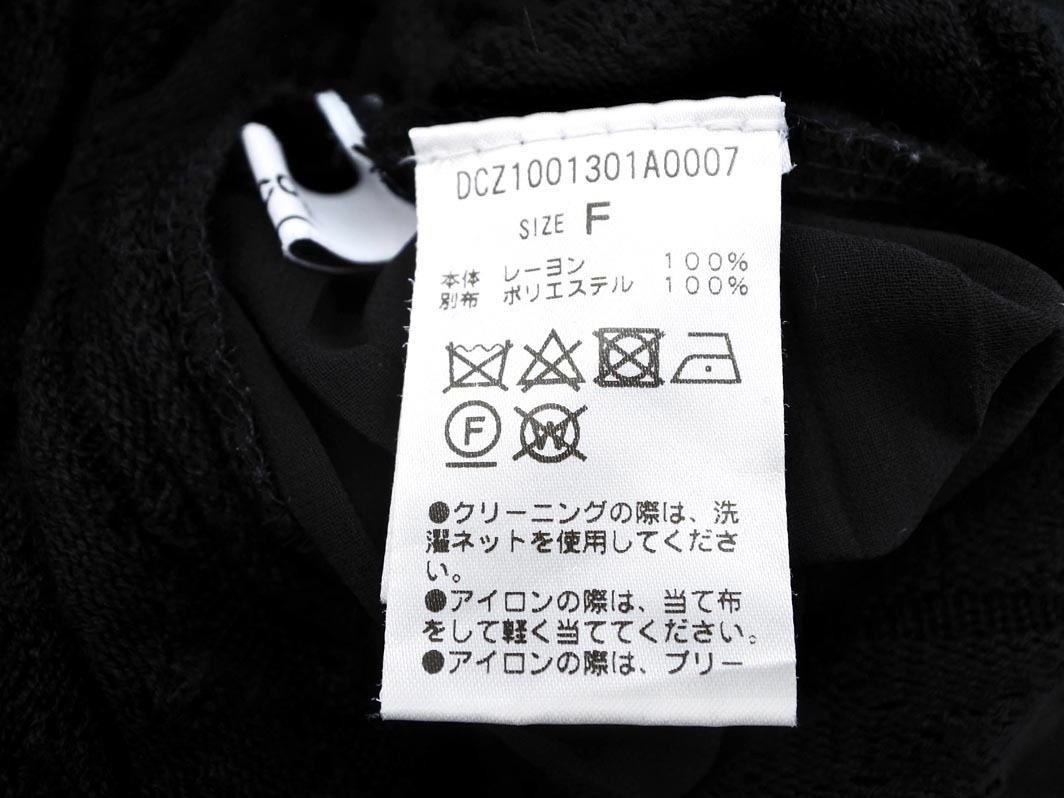 DCZ1001301A0007
SIZE F
本体 レーヨン 100%
別布 ポリエステル 100%
F W
●クリーニングの際は、洗
濯ネットを使用してくださ
い。
●アイロンの際は、当て布
をして軽く当ててください。
●アイロンの際は、プリー